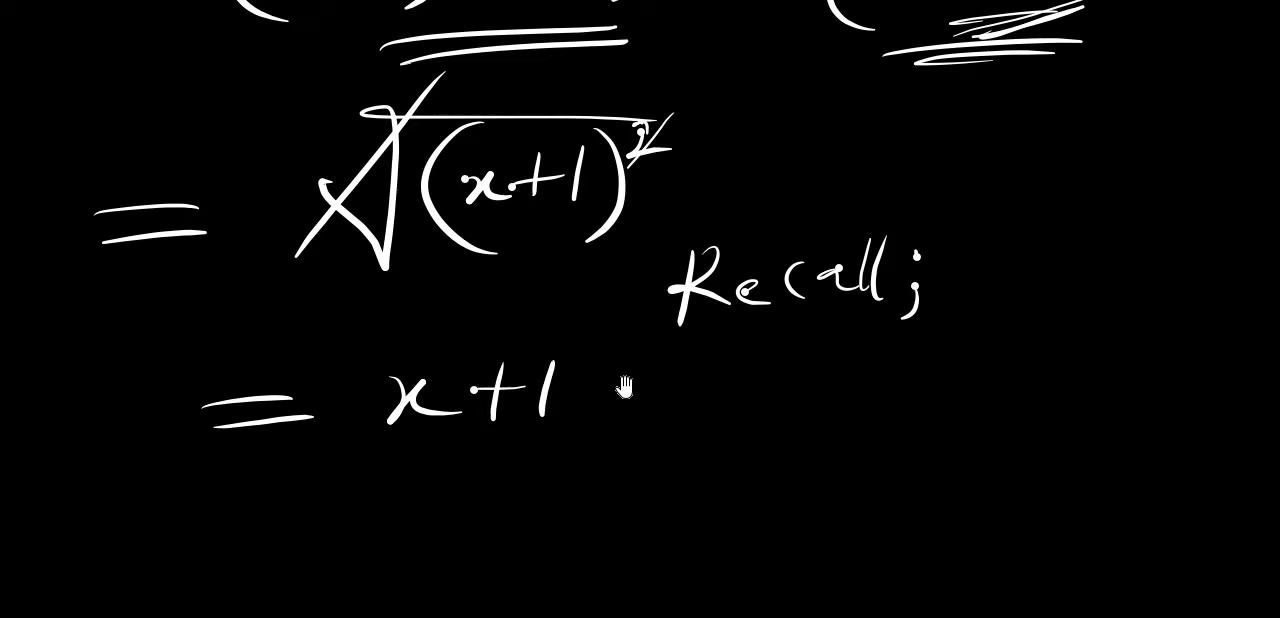 = √(x+1)²
Recall;
= x+1